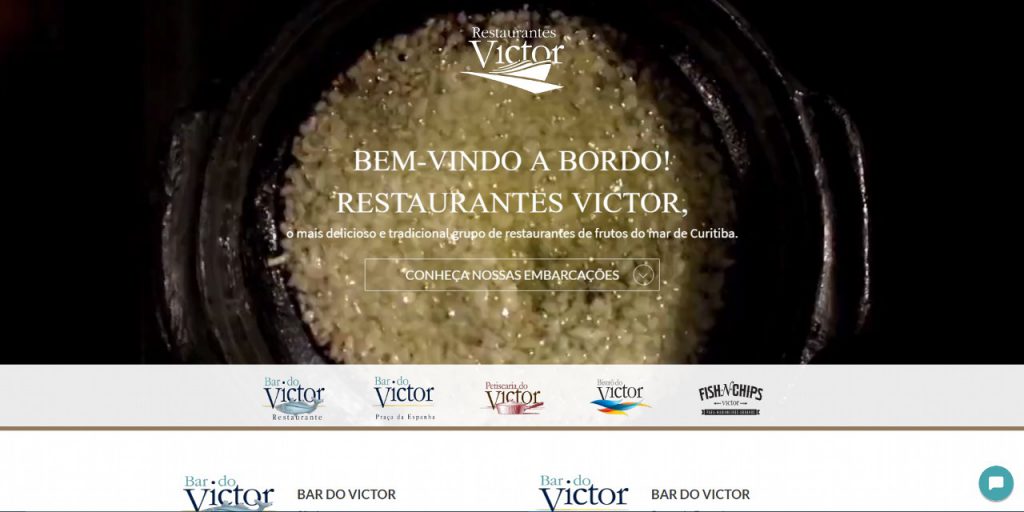 Restaurantes
Victor
BEM-VINDO A BORDO!
RESTAURANTES VICTOR,
o mais delicioso e tradicional grupo de restaurantes de frutos do mar de Curitiba.
CONHEÇA NOSSAS EMBARCAÇÕES
Bar do
Victor
Restaurante
Bar do
Victor
Praça da Espanha
Petiscaria do
Victor
Bistrô do
Victor
FISH'N'CHIPS
victor
Bar do
Victor
BAR DO VICTOR
Bar do
Victor
BAR DO VICTOR